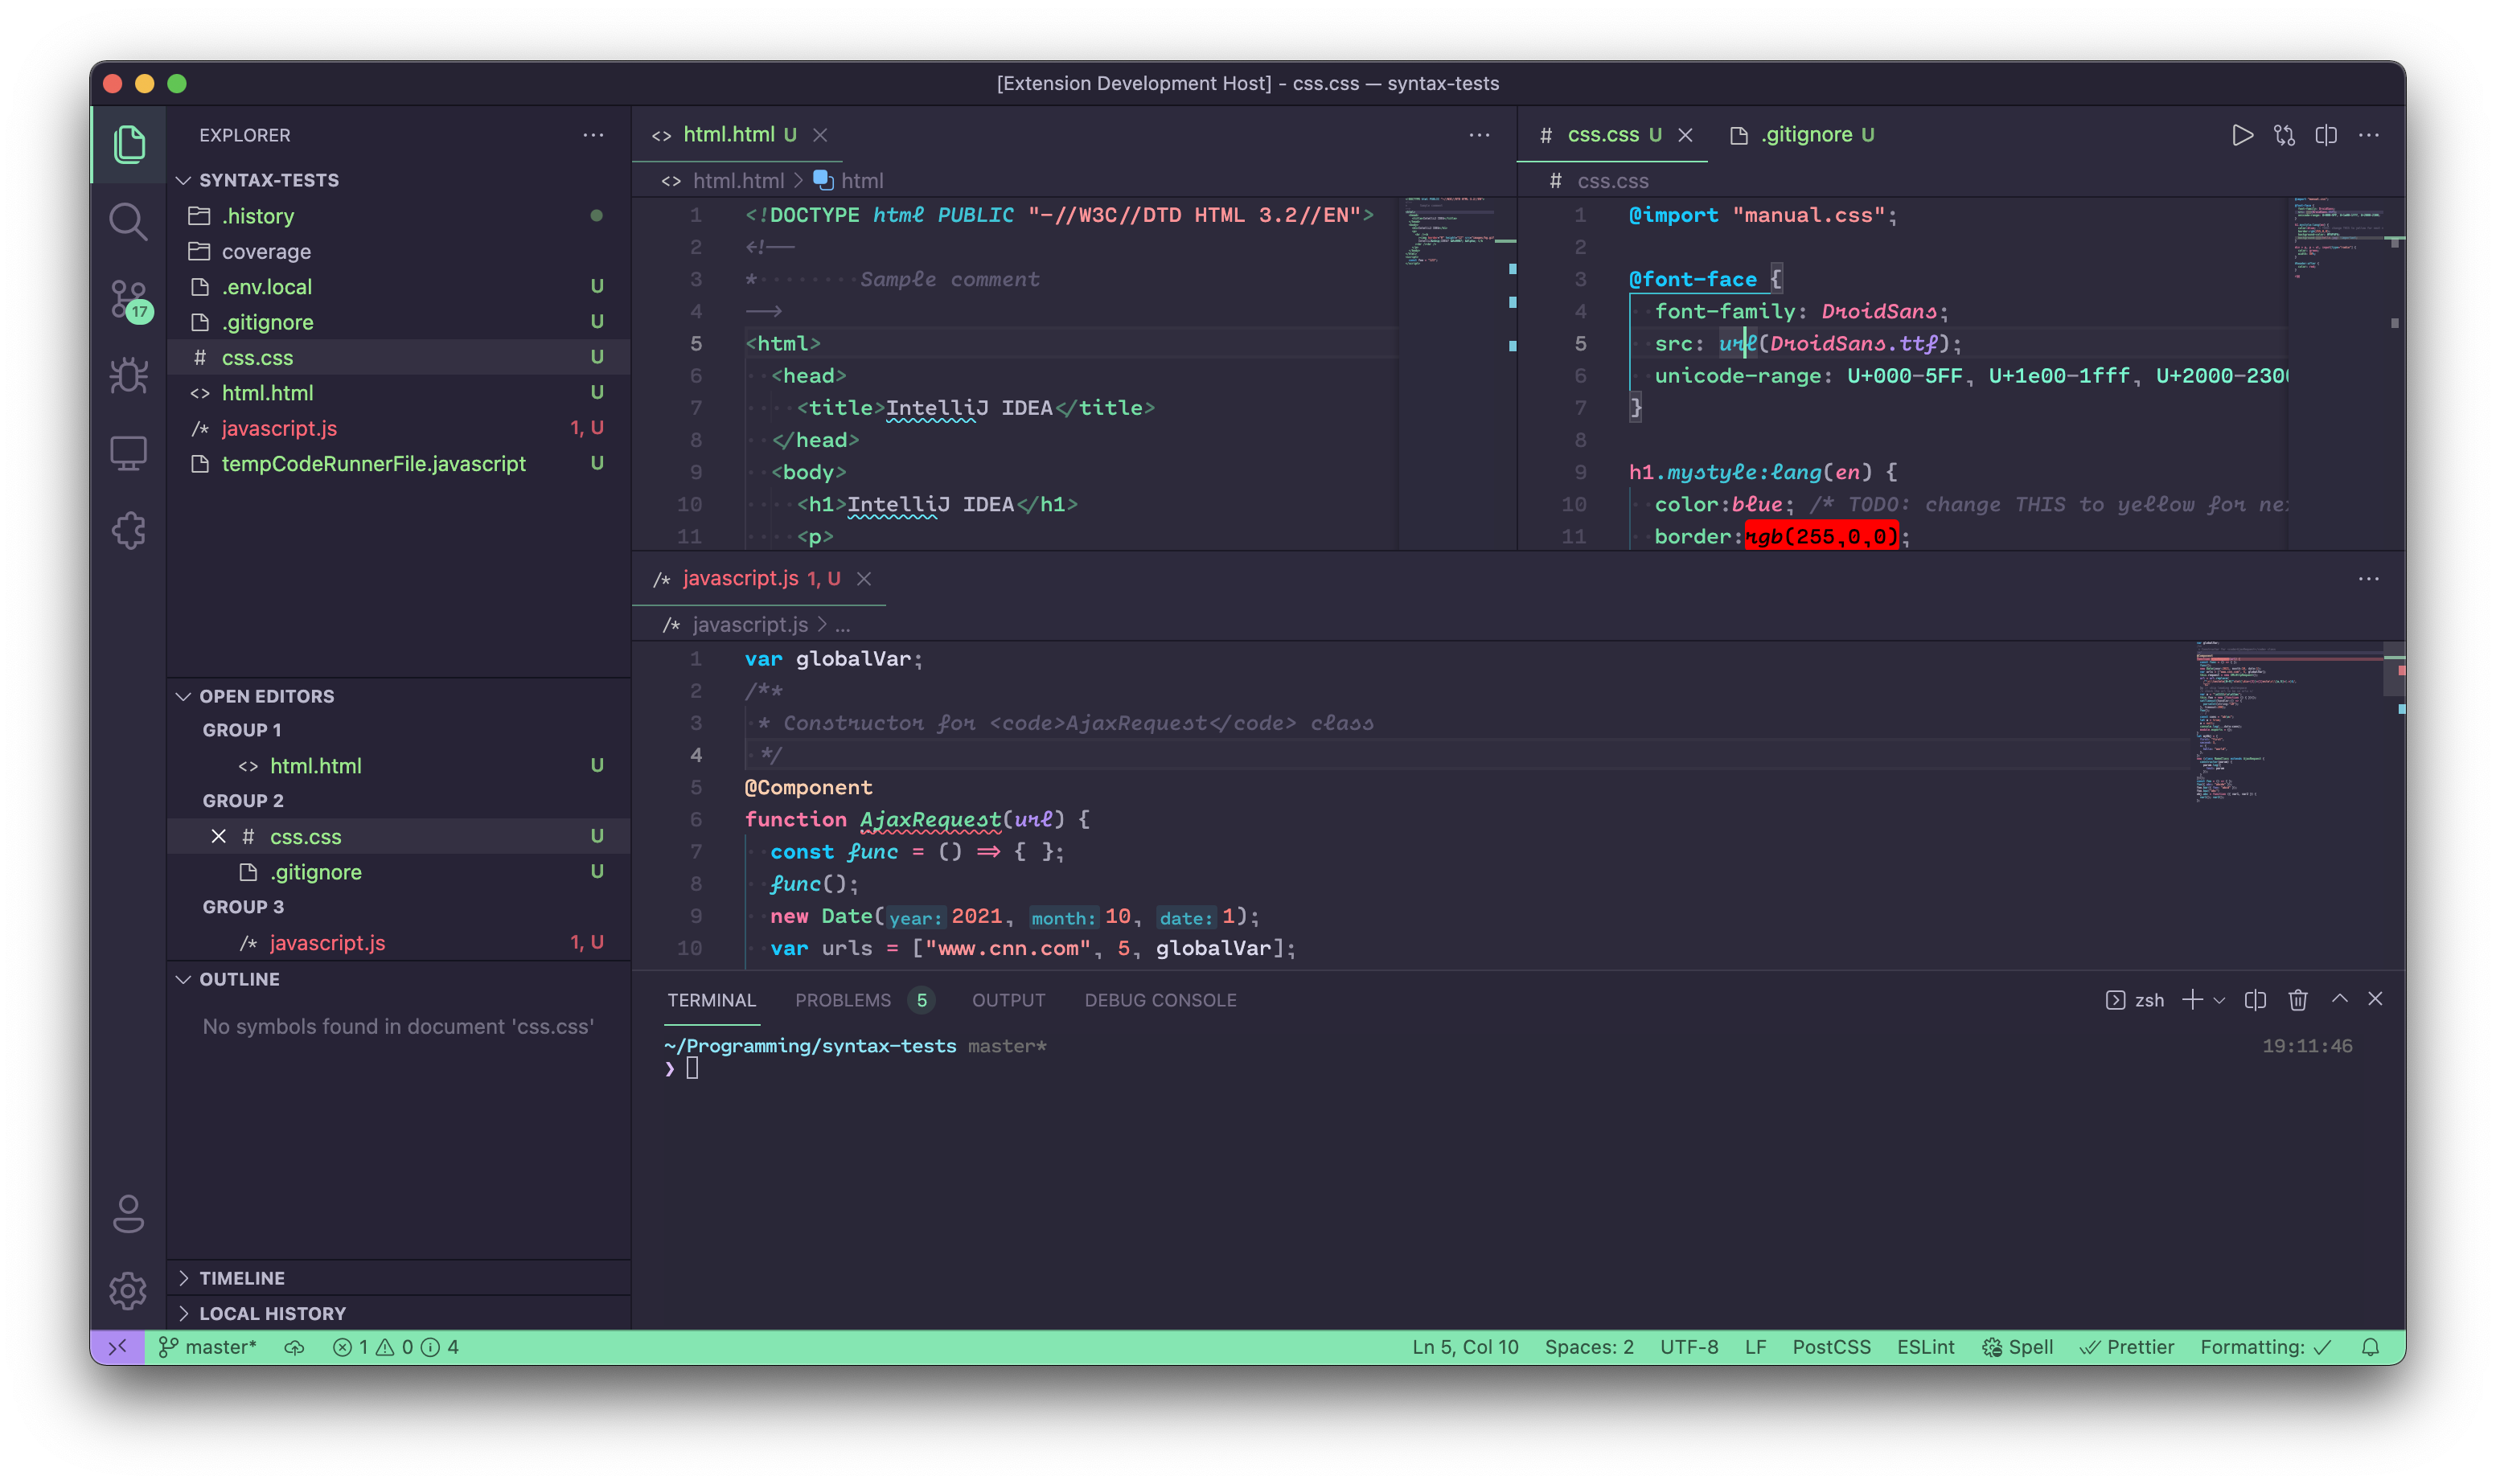 [Extension Development Host] - css.css — syntax-tests
EXPLORER
SYNTAX-TESTS
.history
coverage
.env.local U
.gitignore U
# css.css U
<> html.html U
/* javascript.js 1, U
tempCodeRunnerFile.javascript U
17
OPEN EDITORS
GROUP 1
<> html.html U
GROUP 2
# css.css U
.gitignore U
GROUP 3
/* javascript.js 1, U
OUTLINE
No symbols found in document 'css.css'
TIMELINE
LOCAL HISTORY
<> html.html U
<> html.html > html
1 <!DOCTYPE html PUBLIC "-//W3C//DTD HTML 3.2//EN">
2 <!--
3 * Sample comment
4 -->
5 <html>
6 <head>
7 <title>IntelliJ IDEA</title>
8 </head>
9 <body>
10 <h1>IntelliJ IDEA</h1>
11 <p>
# css.css U .gitignore U
# css.css
1 @import "manual.css";
2
3 @font-face {
4 font-family: DroidSans;
5 src: url(DroidSans.ttf);
6 unicode-range: U+000-5FF, U+1e00-1fff, U+2000-2300
7 }
8
9 h1.mystyle:lang(en) {
10 color:blue; /* TODO: change THIS to yellow for
11 border:rgb(255,0,0);
/* javascript.js 1, U
/* javascript.js > ...
1 var globalVar;
2 /**
3 * Constructor for <code>AjaxRequest</code> class
4 */
5 @Component
6 function AjaxRequest(url) {
7 const func = () => { };
8 func();
9 new Date(year: 2021, month: 10, date: 1);
10 var urls = ["www.cnn.com", 5, globalVar];
TERMINAL PROBLEMS 5 OUTPUT DEBUG CONSOLE zsh
~/Programming/syntax-tests master* 19:11:46
❯
master* 1 0 4 Ln 5, Col 10 Spaces: 2 UTF-8 LF PostCSS ESLint Spell Prettier Formatting: ✓